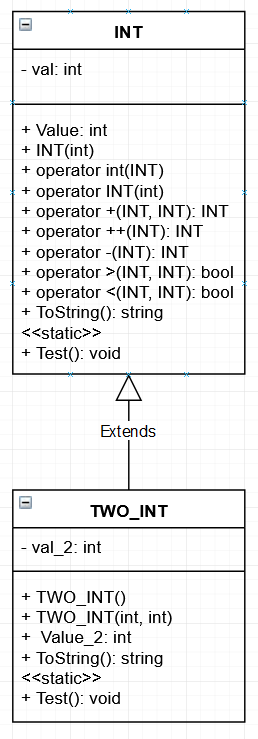 INT
- val: int
+ Value: int
+ INT(int)
+ operator int(INT)
+ operator INT(int)
+ operator +(INT, INT): INT
+ operator ++(INT): INT
+ operator -(INT): INT
+ operator >(INT, INT): bool
+ operator <(INT, INT): bool
+ ToString(): string
<<static>>
+ Test(): void
Extends
TWO_INT
- val_2: int
+ TWO_INT()
+ TWO_INT(int, int)
+ Value_2: int
+ ToString(): string
<<static>>
+ Test(): void